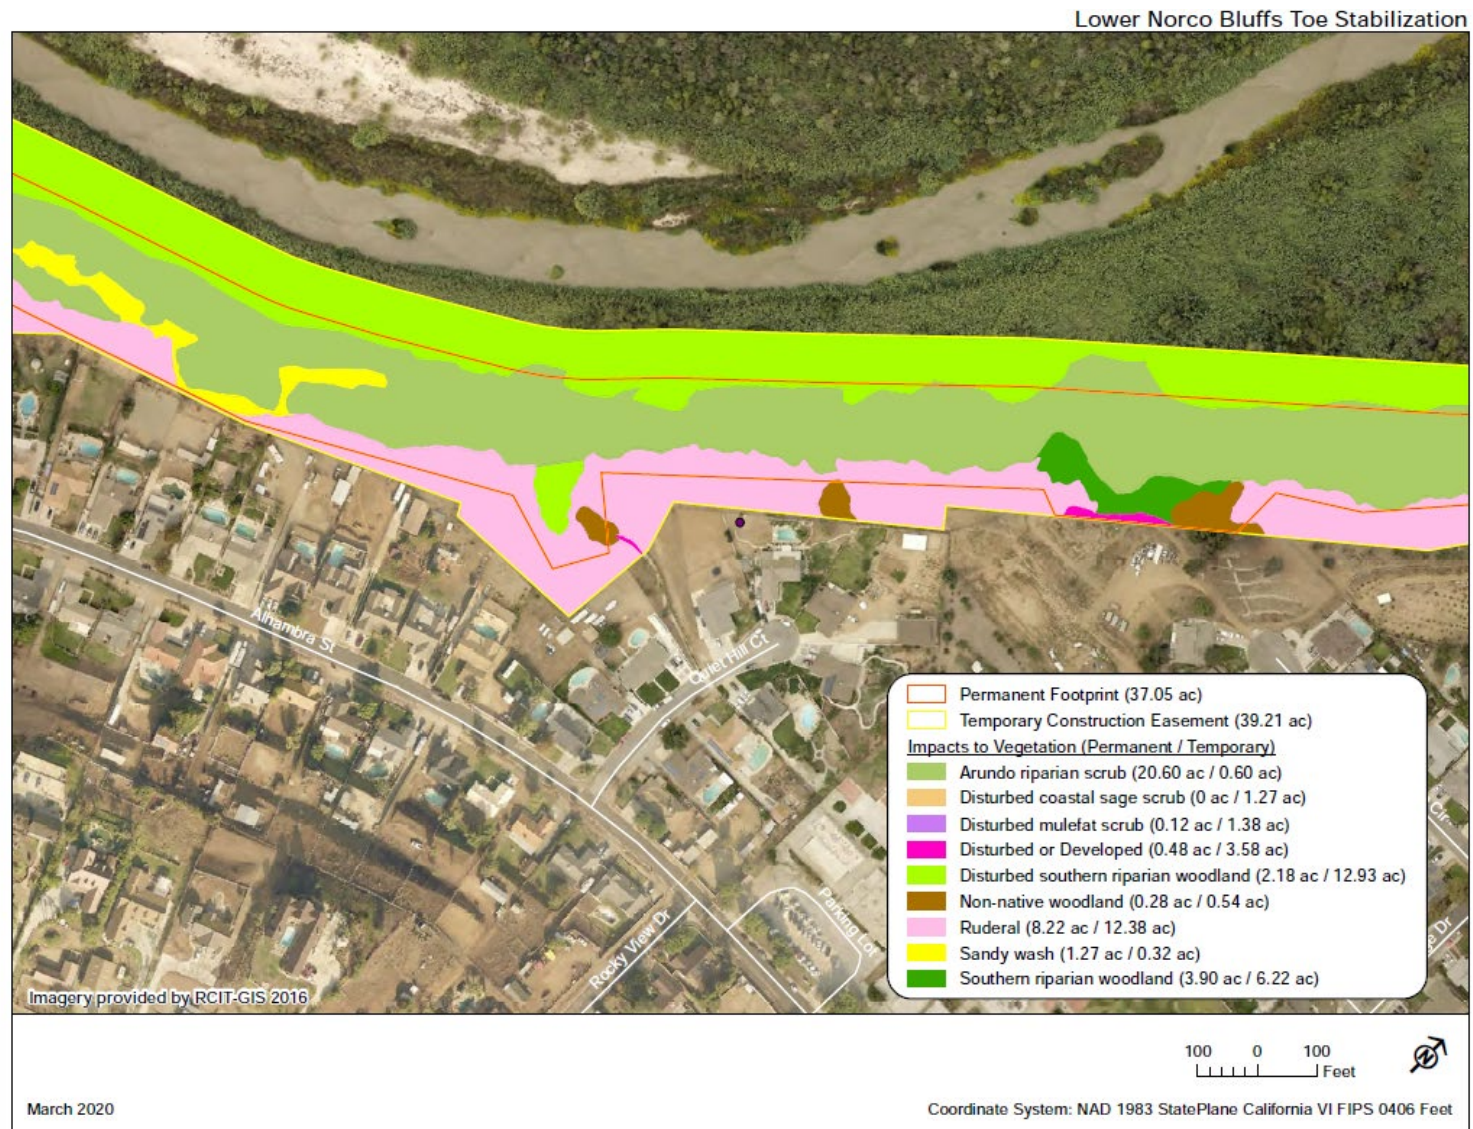 Lower Norco Bluffs Toe Stabilization
Alhambra St
Quiet Hill Ct
Rocky View Dr
Parking Lot
Cir
Permanent Footprint (37.05 ac)
Temporary Construction Easement (39.21 ac)
Impacts to Vegetation (Permanent / Temporary)
Arundo riparian scrub (20.60 ac / 0.60 ac)
Disturbed coastal sage scrub (0 ac / 1.27 ac)
Disturbed mulefat scrub (0.12 ac / 1.38 ac)
Disturbed or Developed (0.48 ac / 3.58 ac)
Disturbed southern riparian woodland (2.18 ac / 12.93 ac)
Non-native woodland (0.28 ac / 0.54 ac)
Ruderal (8.22 ac / 12.38 ac)
Sandy wash (1.27 ac / 0.32 ac)
Southern riparian woodland (3.90 ac / 6.22 ac)
Dr
Imagery provided by RCIT-GIS 2016
100 0 100
Feet
N
March 2020
Coordinate System: NAD 1983 StatePlane California VI FIPS 0406 Feet